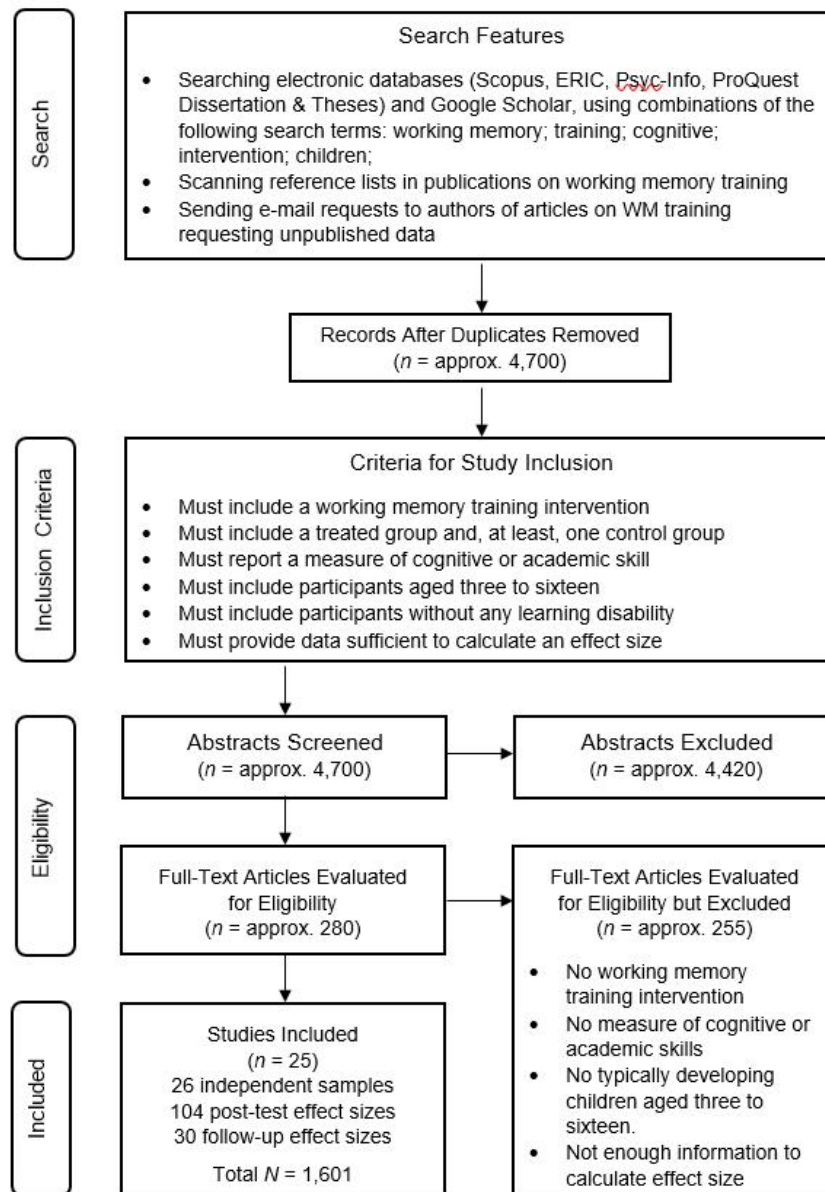 Search
Search Features
• Searching electronic databases (Scopus, ERIC, Psyc-Info, ProQuest
Dissertation & Theses) and Google Scholar, using combinations of the
following search terms: working memory; training; cognitive;
intervention; children;
• Scanning reference lists in publications on working memory training
• Sending e-mail requests to authors of articles on WM training
requesting unpublished data
Records After Duplicates Removed
(n = approx. 4,700)
Inclusion Criteria
Criteria for Study Inclusion
• Must include a working memory training intervention
• Must include a treated group and, at least, one control group
• Must report a measure of cognitive or academic skill
• Must include participants aged three to sixteen
• Must include participants without any learning disability
• Must provide data sufficient to calculate an effect size
Eligibility
Abstracts Screened
(n = approx. 4,700)
Abstracts Excluded
(n = approx. 4,420)
Full-Text Articles Evaluated
for Eligibility
(n = approx. 280)
Full-Text Articles Evaluated
for Eligibility but Excluded
(n = approx. 255)
• No working memory
training intervention
• No measure of cognitive or
academic skills
• No typically developing
children aged three to
sixteen.
• Not enough information to
calculate effect size
Included
Studies Included
(n = 25)
26 independent samples
104 post-test effect sizes
30 follow-up effect sizes
Total N = 1,601